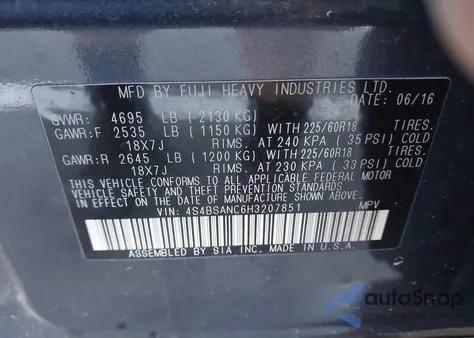 MFD BY FUJI HEAVY INDUSTRIES LTD.
DATE: 06/16
GVWR: 4695 LB (2130 KG)
GAWR:F 2535 LB (1150 KG) WITH 225/60R18 TIRES.
18X7J RIMS. AT 240 KPA (35 PSI) COLD
GAWR:R 2645 LB (1200 KG) WITH 225/60R18 TIRES.
18X7J RIMS. AT 230 KPA (33 PSI) COLD
THIS VEHICLE CONFORMS TO ALL APPLICABLE FEDERAL MOTOR
VEHICLE SAFETY AND THEFT PREVENTION STANDARDS
IN EFFECT ON THE DATE OF MANUFACTURE SHOWN ABOVE.
VIN: 4S4BSANC6H3207851 MPV
ASSEMBLED BY SIA INC. MADE IN U.S.A.
autoSnap